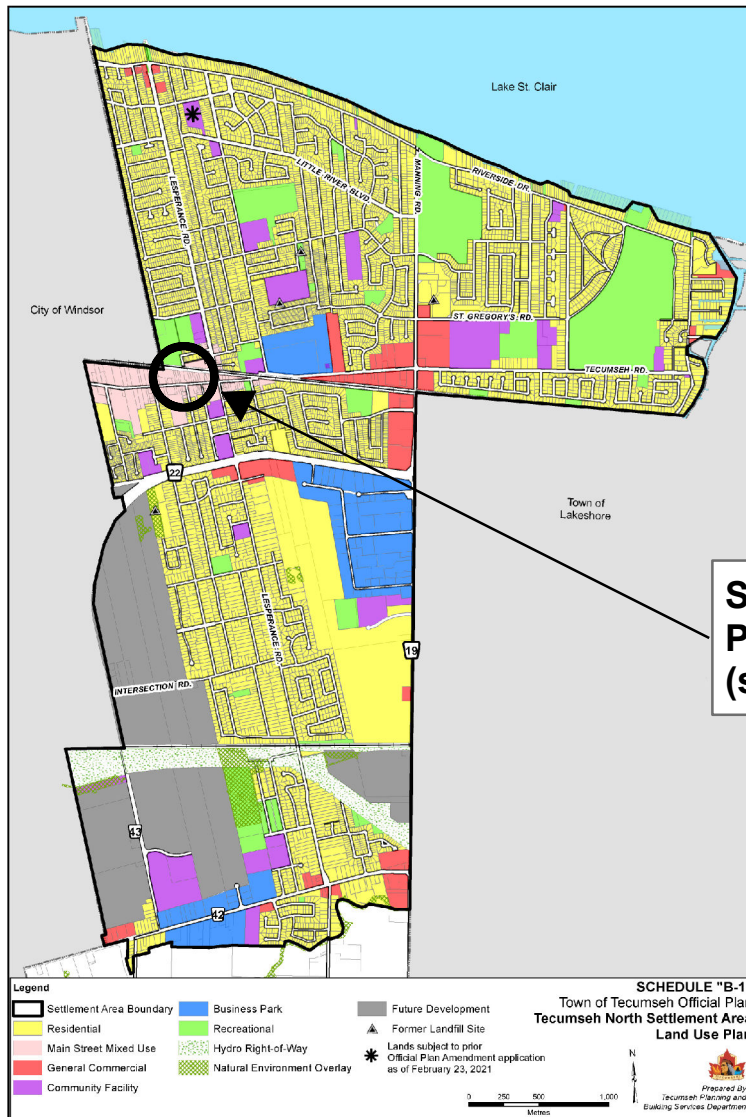 Lake St. Clair
RIVERSIDE DR.
MANNING RD.
LITTLE RIVER BLVD.
LESPERANCE RD.
City of Windsor
ST. GREGORY'S RD.
TECUMSEH RD.
22
Town of
Lakeshore
S
P
(s
LESPERANCE RD.
19
INTERSECTION RD.
43
42
Legend
Settlement Area Boundary
Residential
Main Street Mixed Use
General Commercial
Community Facility
Business Park
Recreational
Hydro Right-of-Way
Natural Environment Overlay
Future Development
Former Landfill Site
Lands subject to prior
Official Plan Amendment application
as of February 23, 2021
SCHEDULE "B-1
Town of Tecumseh Official Plan
Tecumseh North Settlement Area
Land Use Plan
N
0 250 500 1,000
Metres
Prepared By
Tecumseh Planning and
Building Services Department